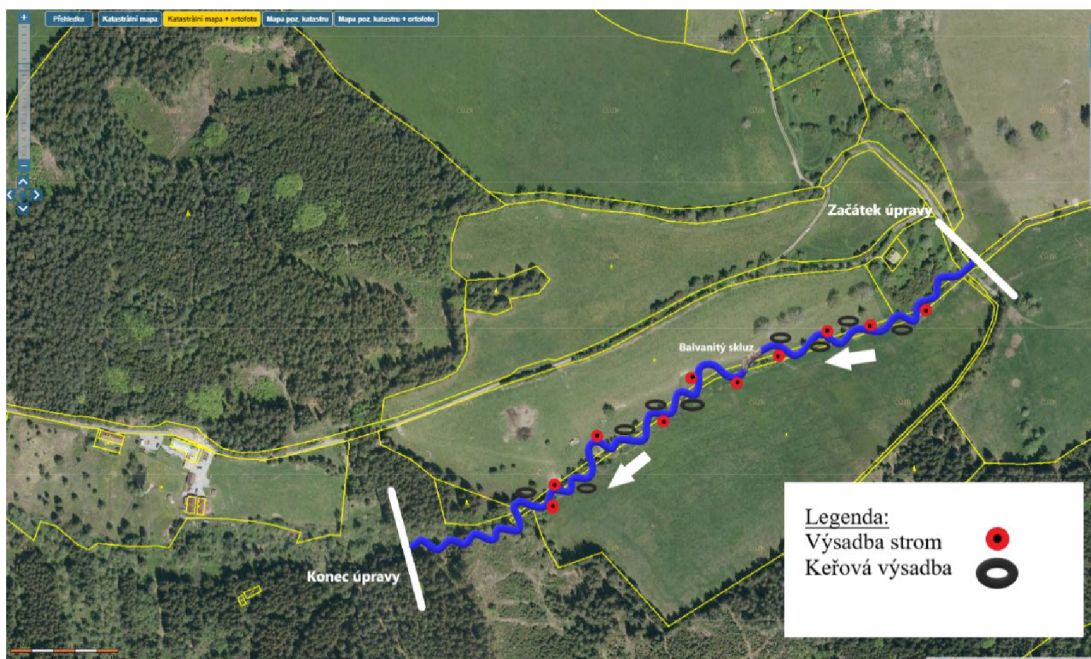 Přehledka
Katastrální mapa
Katastrální mapa + ortofoto
Mapa poz. katastru
Mapa poz. katastru + ortofoto
Začátek úpravy
Balvanitý skluz
Konec úpravy
Legenda:
Výsadba strom
Keřová výsadba